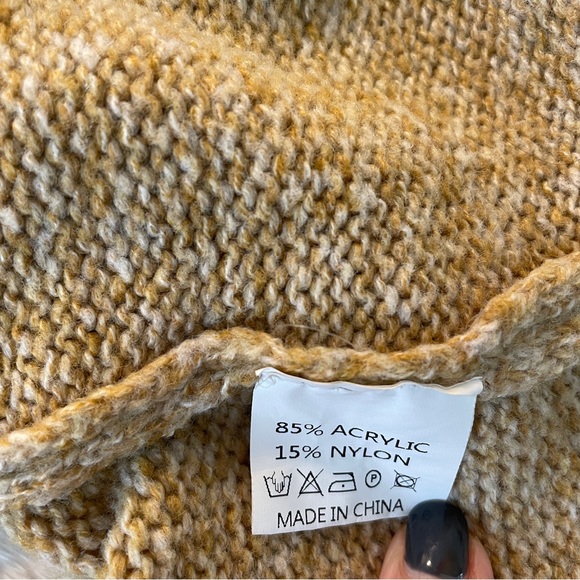 85% ACRYLIC
15% NYLON
P
MADE IN CHINA